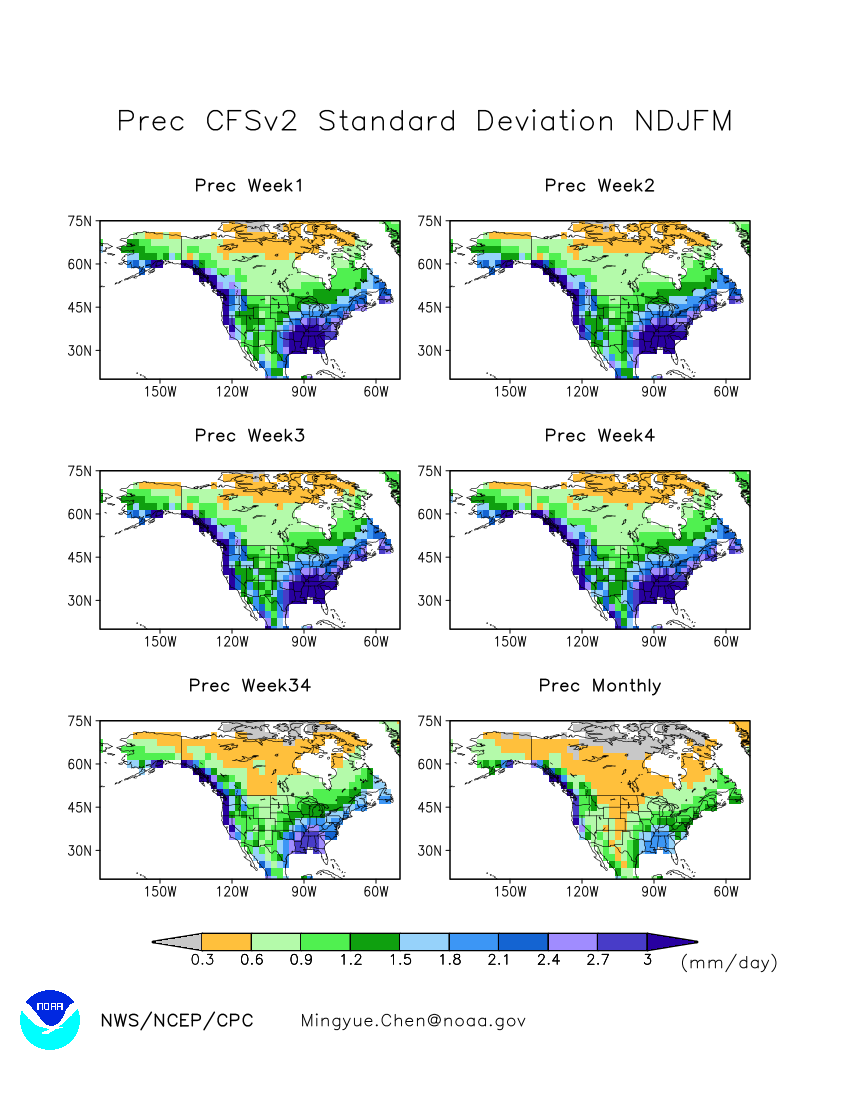 Prec CFSv2 Standard Deviation NDJFM
Prec Week1
Prec Week2
75N
60N
45N
30N
150W 120W 90W 60W
75N
60N
45N
30N
150W 120W 90W 60W
Prec Week3
Prec Week4
75N
60N
45N
30N
150W 120W 90W 60W
75N
60N
45N
30N
150W 120W 90W 60W
Prec Week34
Prec Monthly
75N
60N
45N
30N
150W 120W 90W 60W
75N
60N
45N
30N
150W 120W 90W 60W
0.3 0.6 0.9 1.2 1.5 1.8 2.1 2.4 2.7 3 (mm/day)
NOAA
NWS/NCEP/CPC Mingyue.Chen@noaa.gov